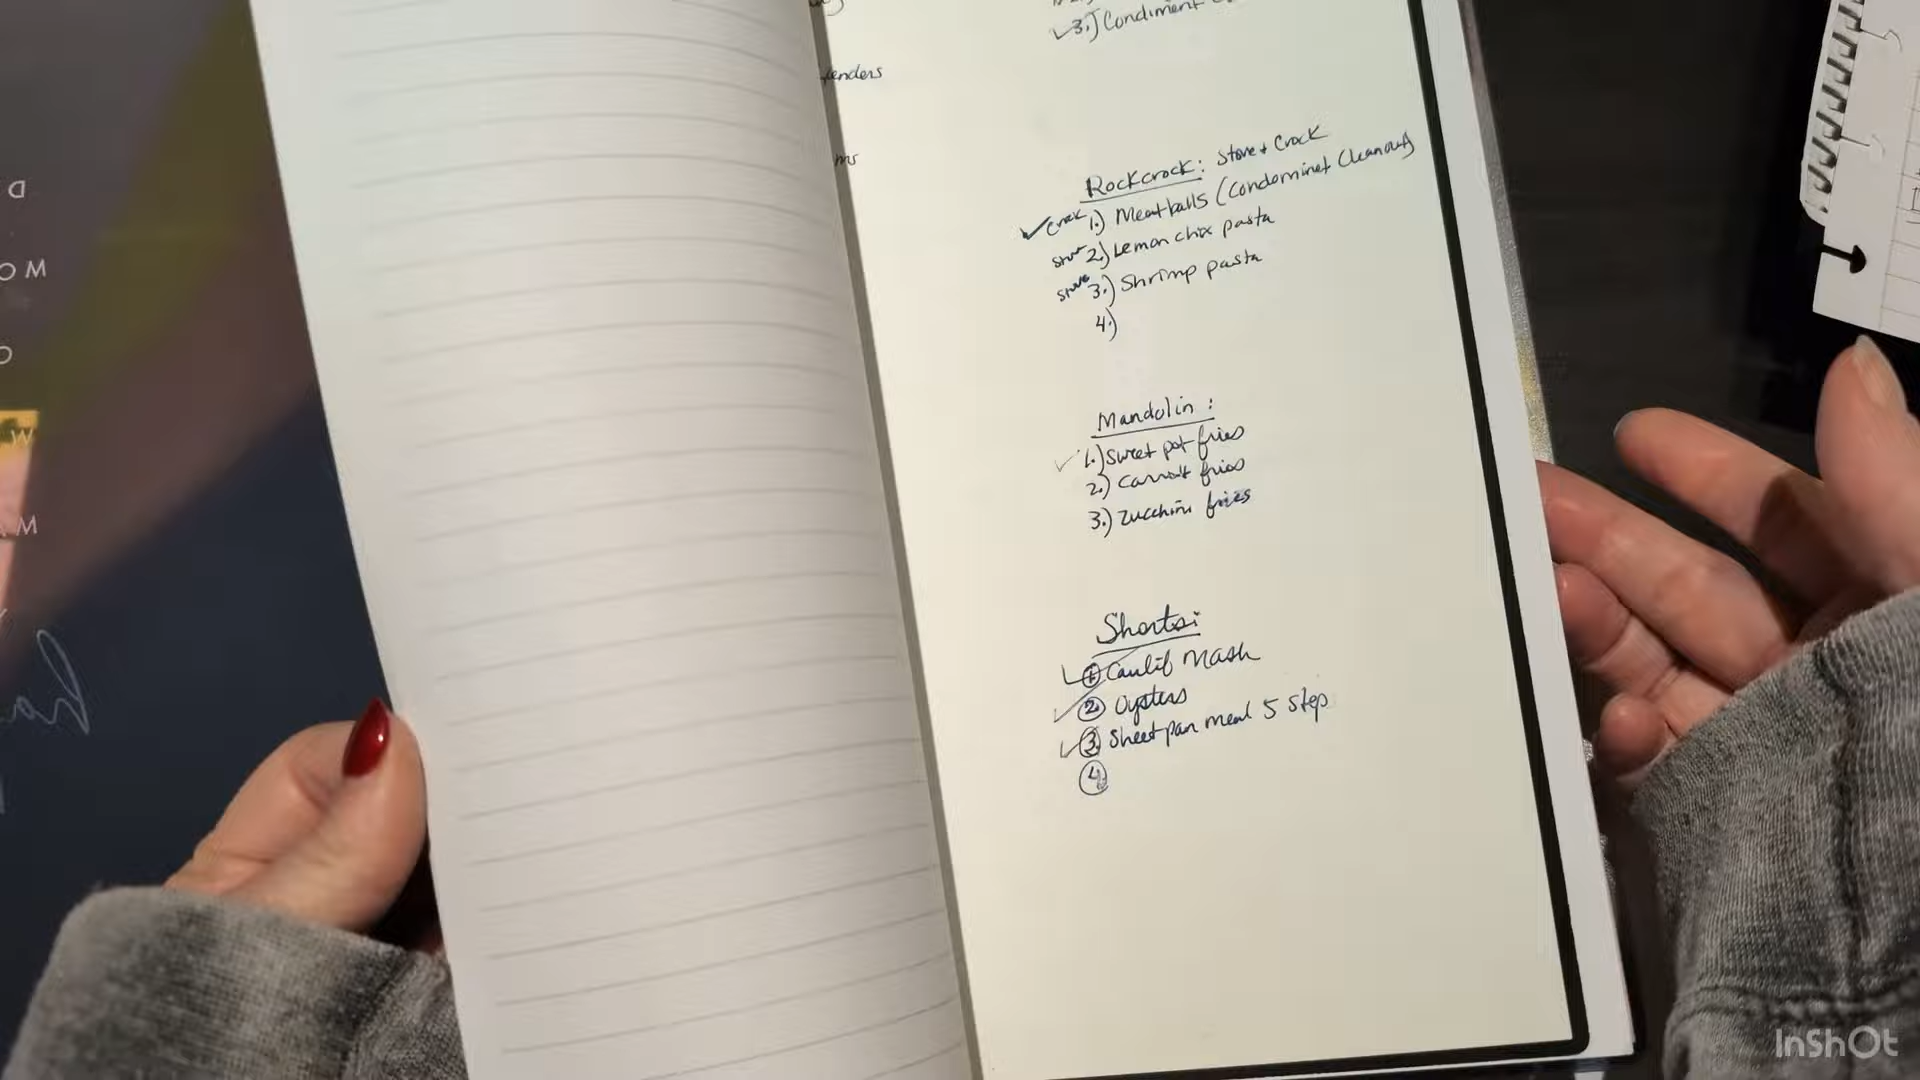 3.) Condiment
Rockcrock: Stove + Crock
Crock 1.) Meatballs (Condominet Cleanout)
Stove 2.) Lemon chix pasta
Stove 3.) Shrimp pasta
4.)
Mandolin:
1.) Sweet pot fries
2.) Carrott fries
3.) Zucchini fries
Shorts:
1 Caulif Mash
2. Oysters
3. Sheet pan meal 5 step
4.
InShOt